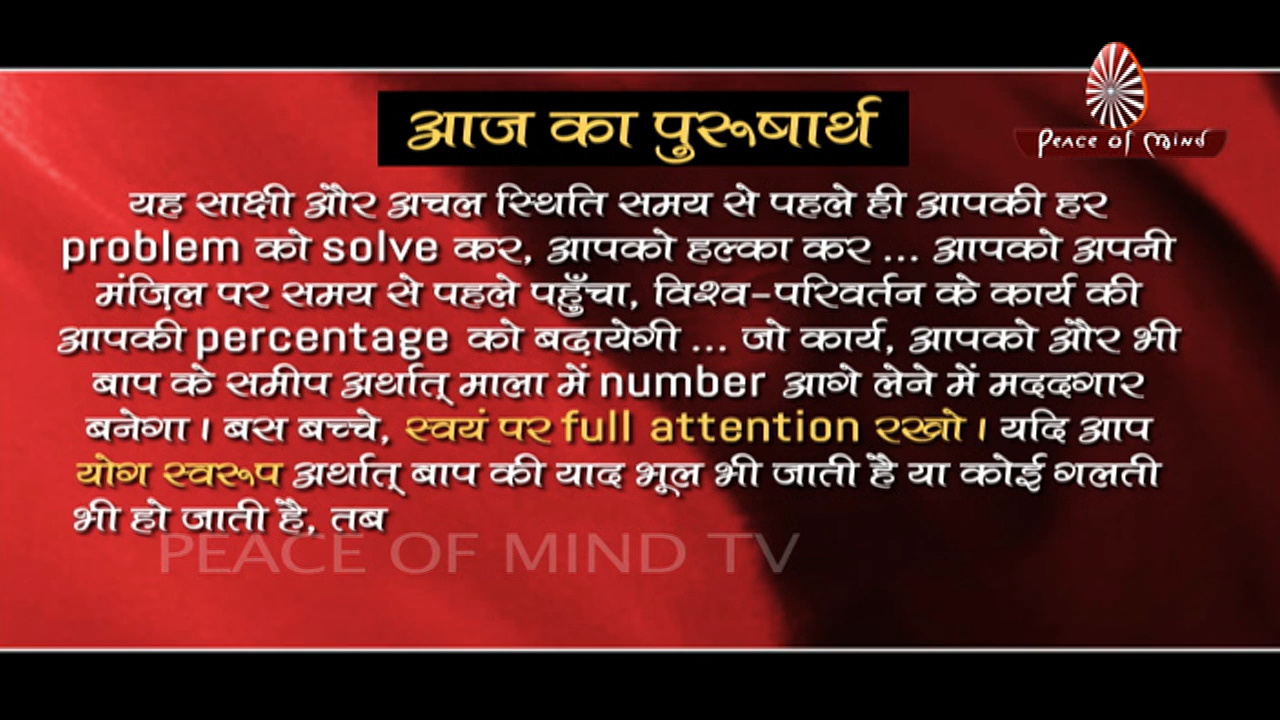 Peace of Mind
आज का पुरूषार्थ
यह साक्षी और अचल स्थिति समय से पहले ही आपकी हर
problem को solve कर, आपको हल्का कर ... आपको अपनी
मंज़िल पर समय से पहले पहुँचा, विश्व-परिवर्तन के कार्य की
आपकी percentage को बढ़ायेगी ... जो कार्य, आपको और भी
बाप के समीप अर्थात् माला में number आगे लेने में मददगार
बनेगा । बस बच्चे, स्वयं पर full attention रखो । यदि आप
योग स्वरूप अर्थात् बाप की याद भूल भी जाती है या कोई गलती
भी हो जाती है, तब
PEACE OF MIND TV